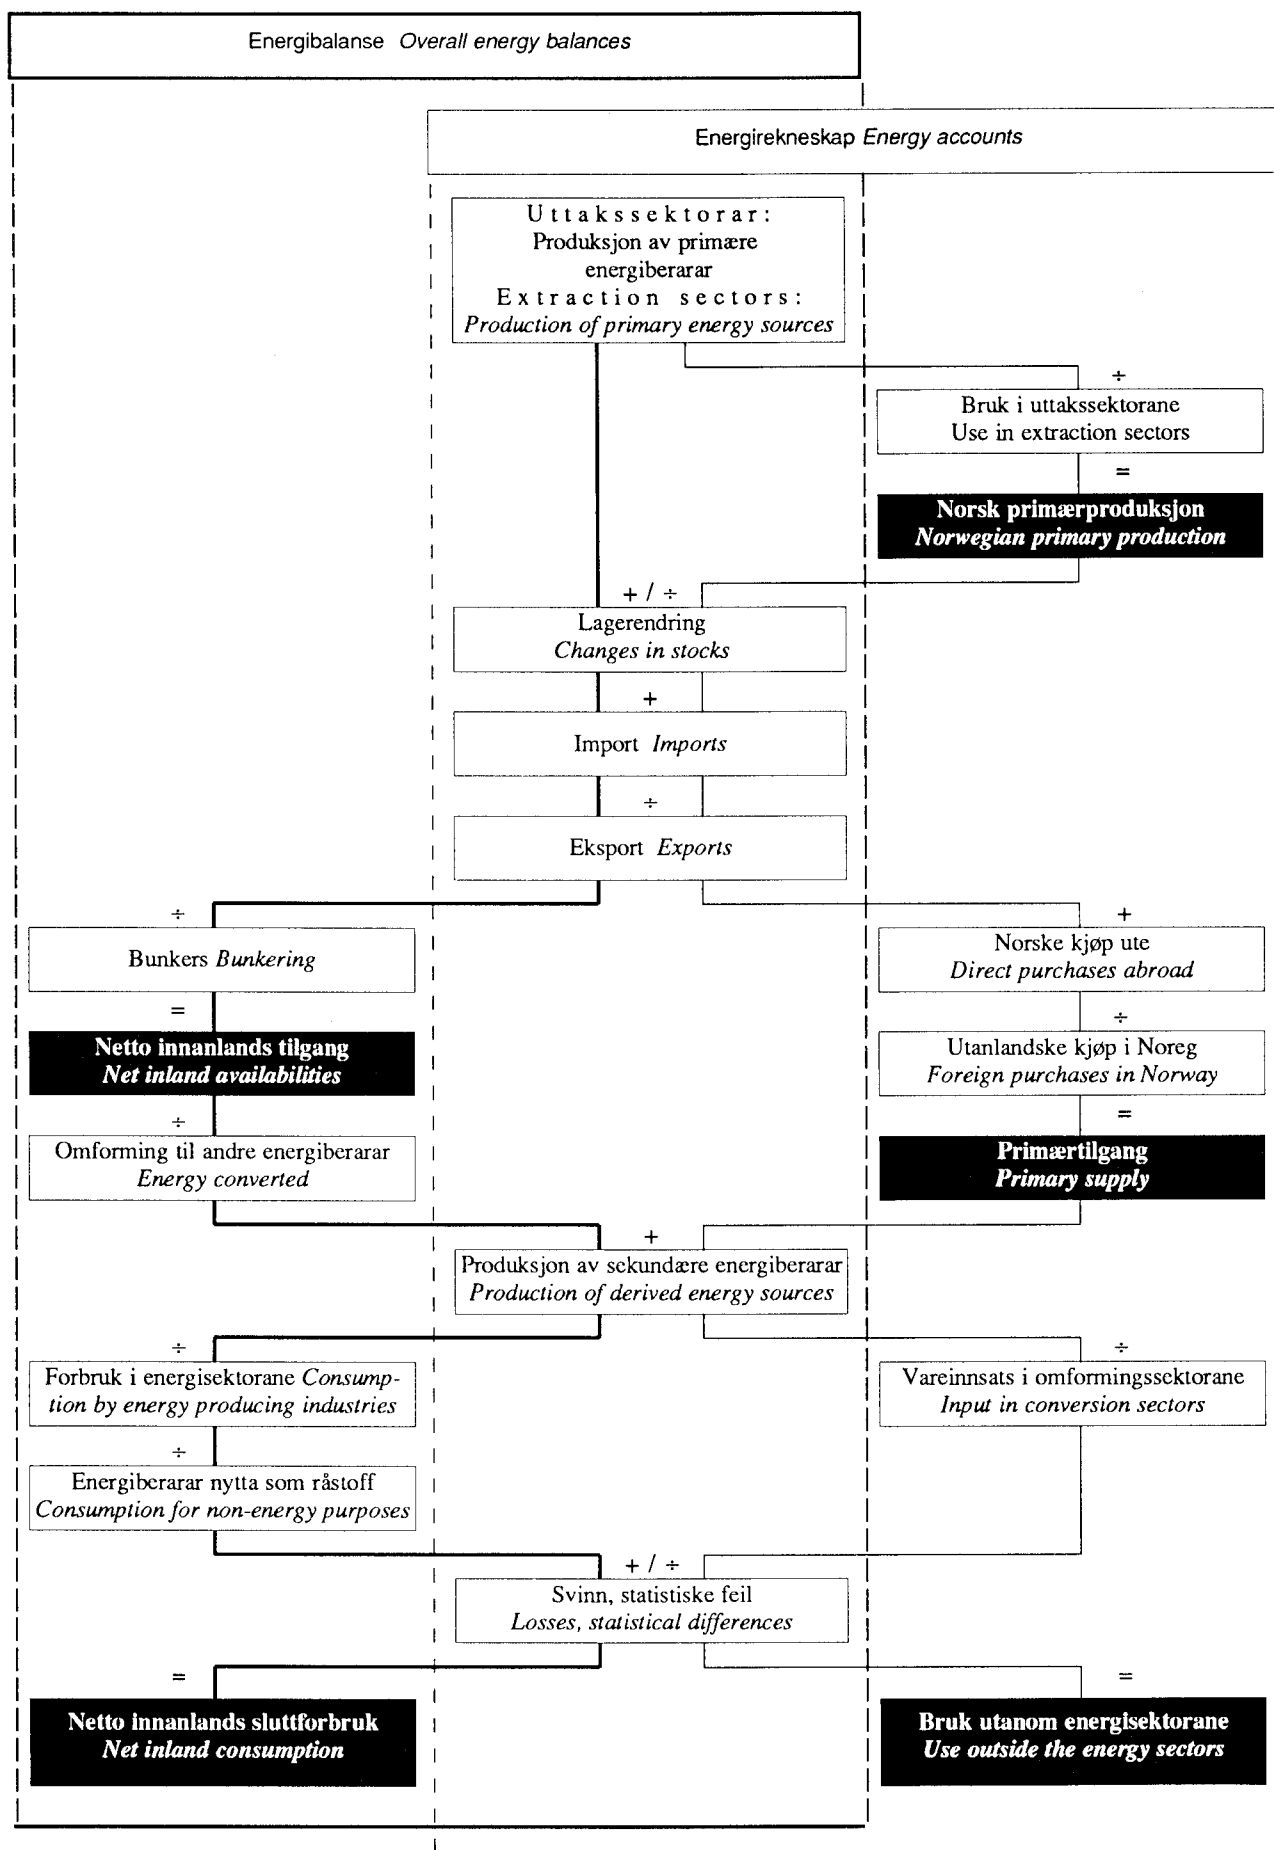 Energibalanse Overall energy balances
Energirekneskap Energy accounts
Uttakssektorar:
Produksjon av primære
energiberarar
Extraction sectors:
Production of primary energy sources
÷
Bruk i uttakssektorane
Use in extraction sectors
=
Norsk primærproduksjon
Norwegian primary production
+ / ÷
Lagerendring
Changes in stocks
+
Import Imports
÷
Eksport Exports
÷
Bunkers Bunkering
=
Netto innanlands tilgang
Net inland availabilities
÷
Omforming til andre energiberarar
Energy converted
+
Norske kjøp ute
Direct purchases abroad
÷
Utanlandske kjøp i Noreg
Foreign purchases in Norway
=
Primærtilgang
Primary supply
+
Produksjon av sekundære energiberarar
Production of derived energy sources
÷
Forbruk i energisektorane Consump-
tion by energy producing industries
÷
Energiberarar nytta som råstoff
Consumption for non-energy purposes
÷
Vareinnsats i omformingssektorane
Input in conversion sectors
+ / ÷
Svinn, statistiske feil
Losses, statistical differences
=
Netto innanlands sluttforbruk
Net inland consumption
=
Bruk utanom energisektorane
Use outside the energy sectors